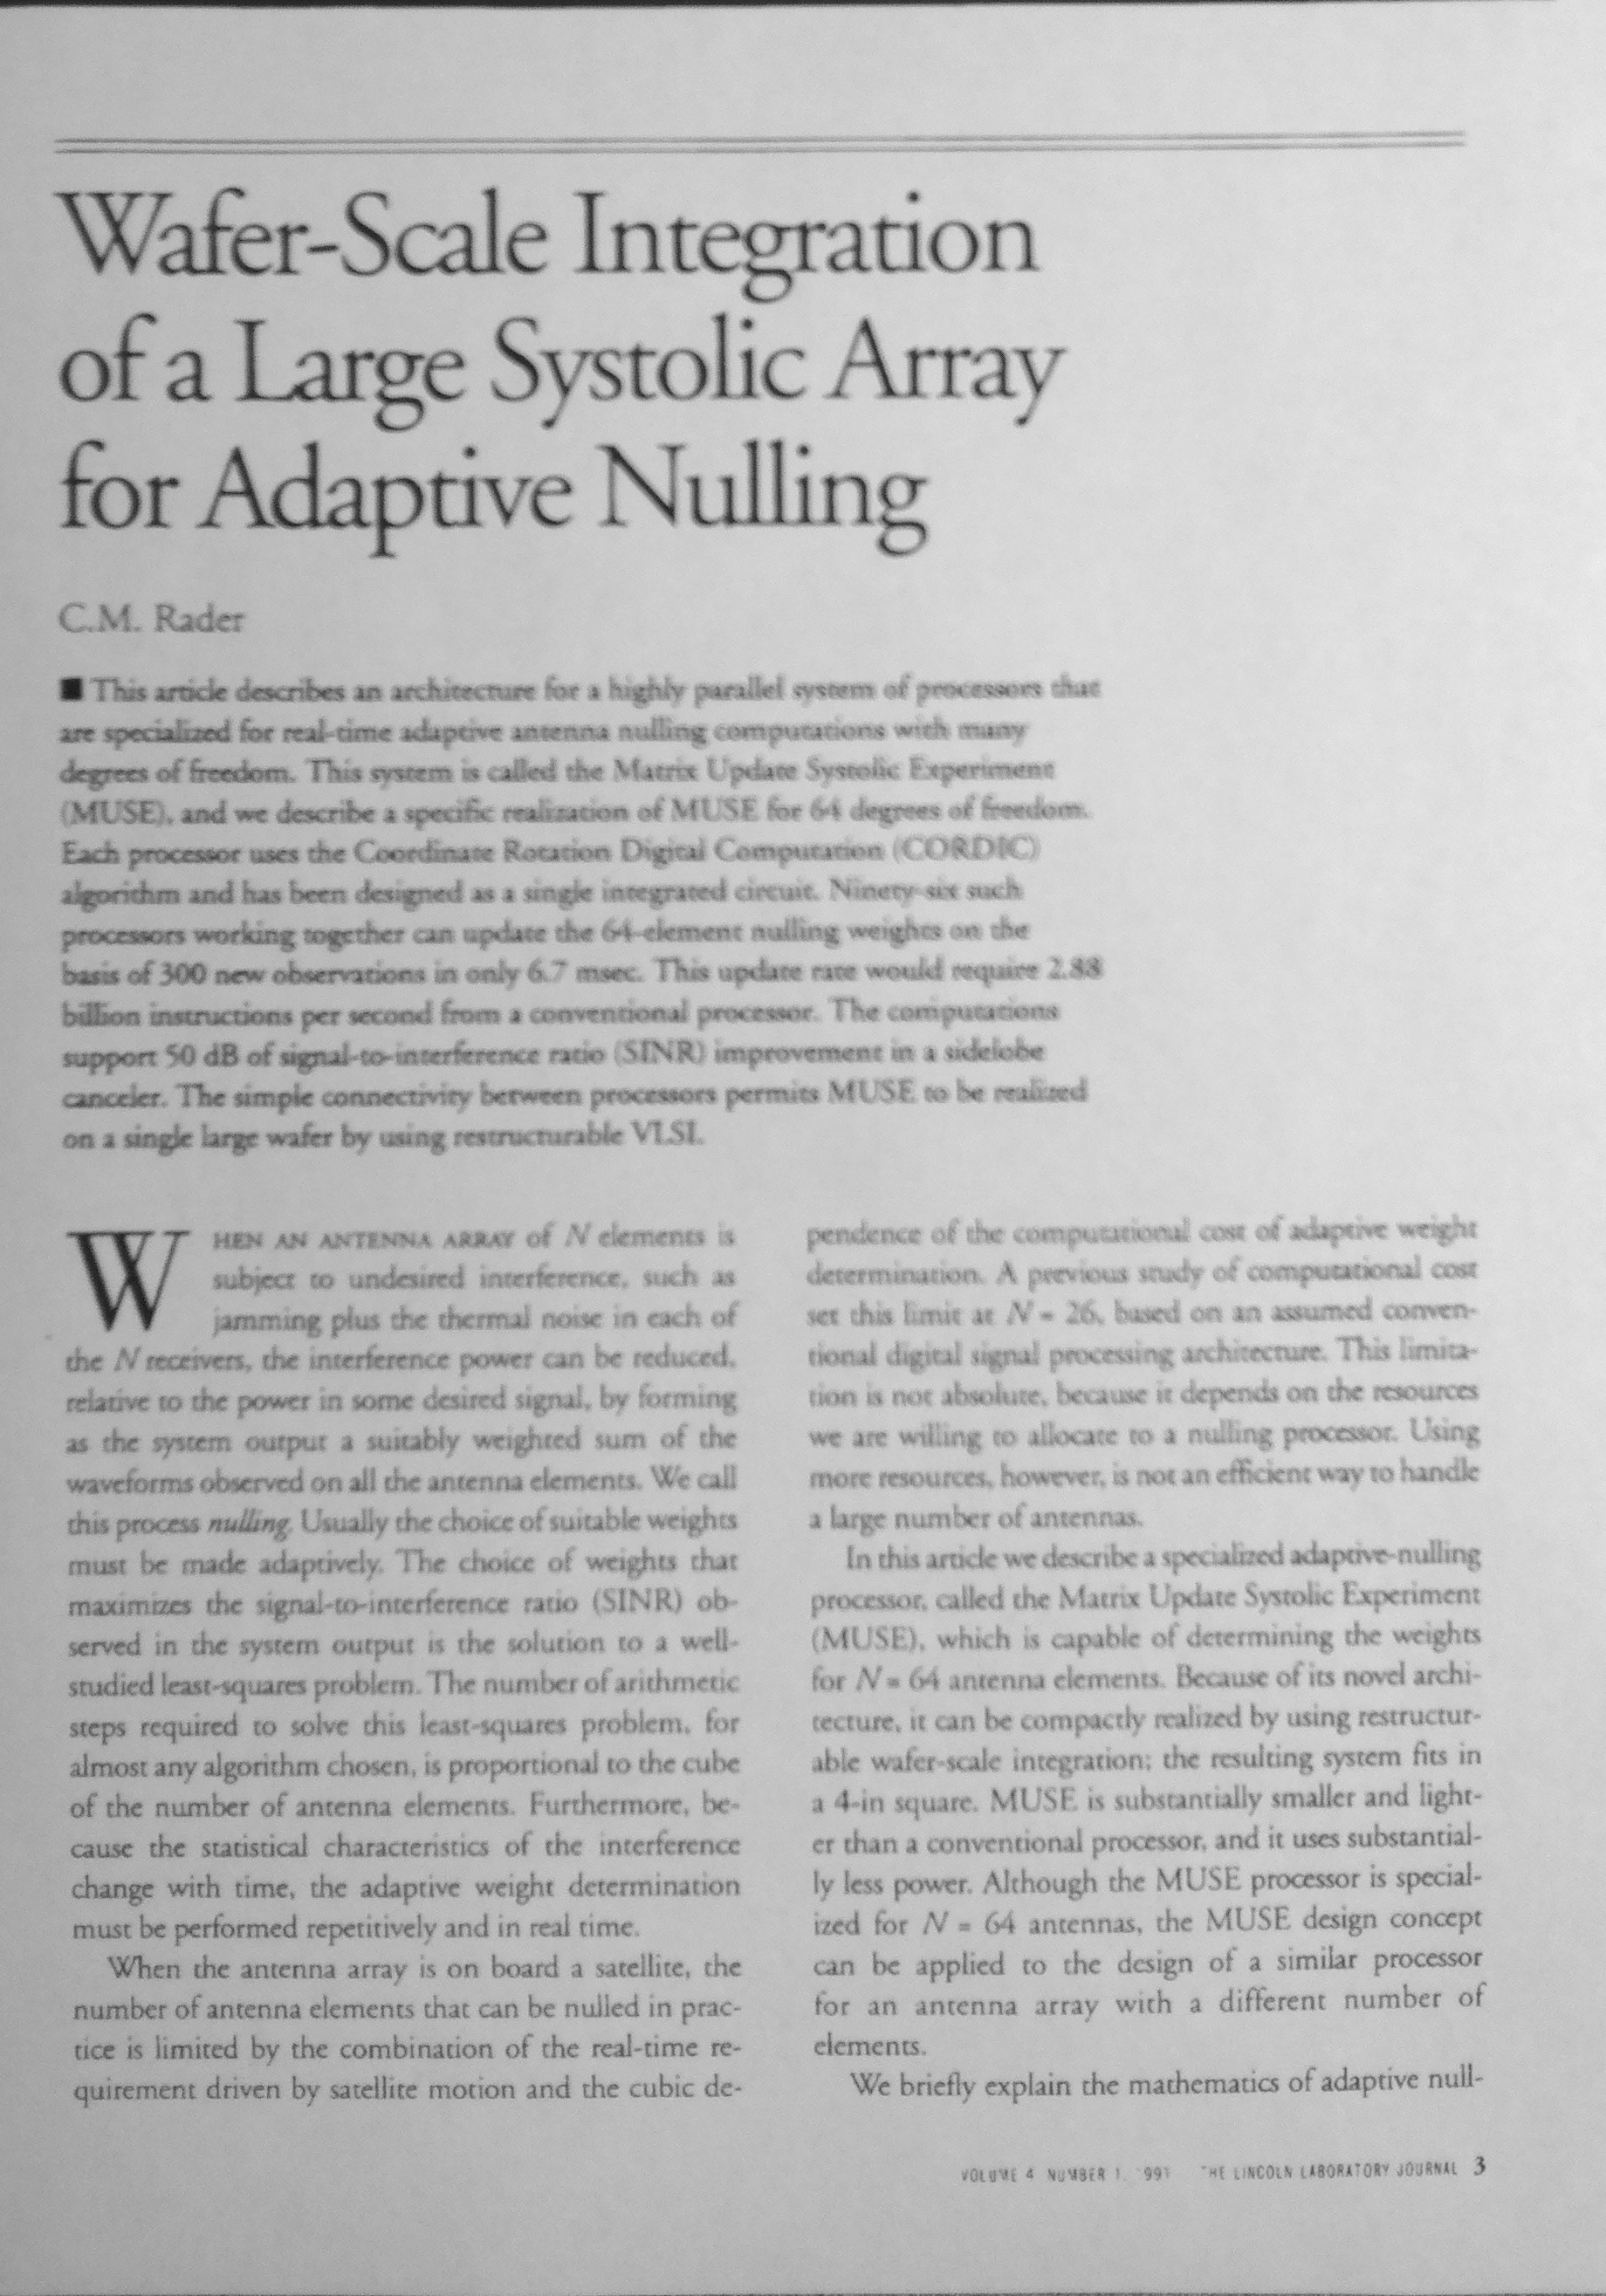 Wafer-Scale Integration
of a Large Systolic Array
for Adaptive Nulling
C.M. Rader
■ This article describes an architecture for a highly parallel system of processors that
are specialized for real-time adaptive antenna nulling computations with many
degrees of freedom. This system is called the Matrix Update Systolic Experiment
(MUSE), and we describe a specific realization of MUSE for 64 degrees of freedom.
Each processor uses the Coordinate Rotation Digital Computation (CORDIC)
algorithm and has been designed as a single integrated circuit. Ninety-six such
processors working together can update the 64-element nulling weights on the
basis of 300 new observations in only 6.7 msec. This update rate would require 2.88
billion instructions per second from a conventional processor. The computations
support 50 dB of signal-to-interference ratio (SINR) improvement in a sidelobe
canceler. The simple connectivity between processors permits MUSE to be realized
on a single large wafer by using restructurable VLSI.
WHEN AN ANTENNA ARRAY of N elements is
subject to undesired interference, such as
jamming plus the thermal noise in each of
the N receivers, the interference power can be reduced,
relative to the power in some desired signal, by forming
as the system output a suitably weighted sum of the
waveforms observed on all the antenna elements. We call
this process nulling. Usually the choice of suitable weights
must be made adaptively. The choice of weights that
maximizes the signal-to-interference ratio (SINR) ob-
served in the system output is the solution to a well-
studied least-squares problem. The number of arithmetic
steps required to solve this least-squares problem, for
almost any algorithm chosen, is proportional to the cube
of the number of antenna elements. Furthermore, be-
cause the statistical characteristics of the interference
change with time, the adaptive weight determination
must be performed repetitively and in real time.
When the antenna array is on board a satellite, the
number of antenna elements that can be nulled in prac-
tice is limited by the combination of the real-time re-
quirement driven by satellite motion and the cubic de-
pendence of the computational cost of adaptive weight
determination. A previous study of computational cost
set this limit at N = 26, based on an assumed conven-
tional digital signal processing architecture. This limita-
tion is not absolute, because it depends on the resources
we are willing to allocate to a nulling processor. Using
more resources, however, is not an efficient way to handle
a large number of antennas.
In this article we describe a specialized adaptive-nulling
processor, called the Matrix Update Systolic Experiment
(MUSE), which is capable of determining the weights
for N = 64 antenna elements. Because of its novel archi-
tecture, it can be compactly realized by using restructur-
able wafer-scale integration; the resulting system fits in
a 4-in square. MUSE is substantially smaller and light-
er than a conventional processor, and it uses substantial-
ly less power. Although the MUSE processor is special-
ized for N = 64 antennas, the MUSE design concept
can be applied to the design of a similar processor
for an antenna array with a different number of
elements.
We briefly explain the mathematics of adaptive null-
VOLUME 4 NUMBER 1, 1991 THE LINCOLN LABORATORY JOURNAL 3